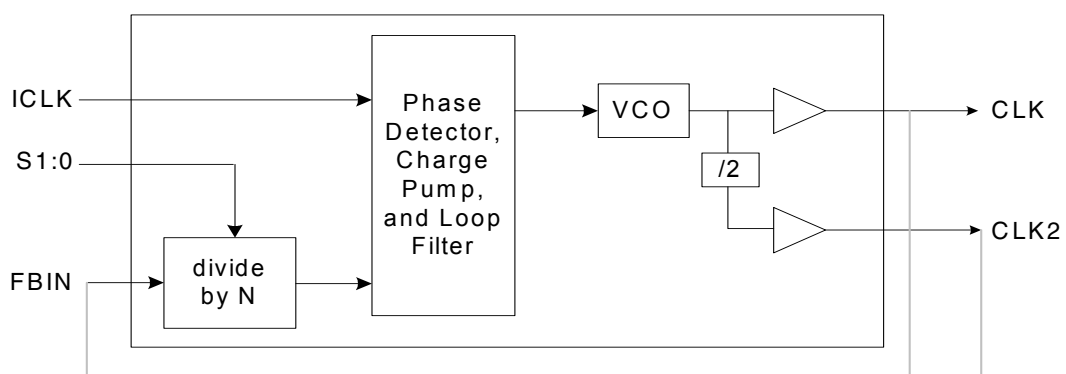 ICLK
S1:0
FBIN
divide
by N
Phase
Detector,
Charge
Pump,
and Loop
Filter
VCO
/2
CLK
CLK2